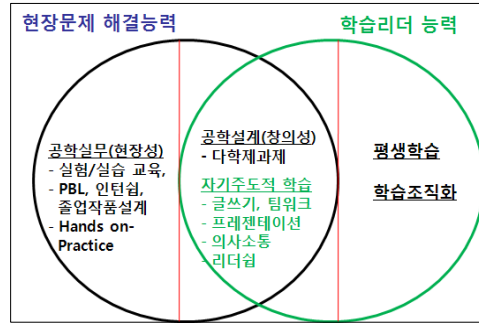 현장문제 해결능력
학습리더 능력
공학실무(현장성)
- 실험/실습 교육,
- PBL, 인턴쉽,
졸업작품설계
- Hands on-
Practice
공학설계(창의성)
- 다학제과제
자기주도적 학습
- 글쓰기, 팀워크
- 프레젠테이션
- 의사소통
- 리더쉽
평생학습
학습조직화